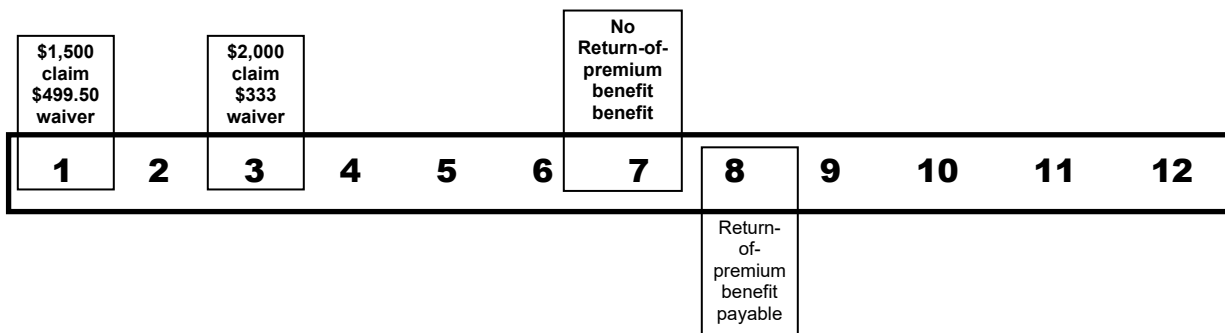 $1,500
claim
$499.50
waiver
$2,000
claim
$333
waiver
No
Return-of-
premium
benefit
benefit
1 2 3 4 5 6 7 8 9 10 11 12
Return-
of-
premium
benefit
payable